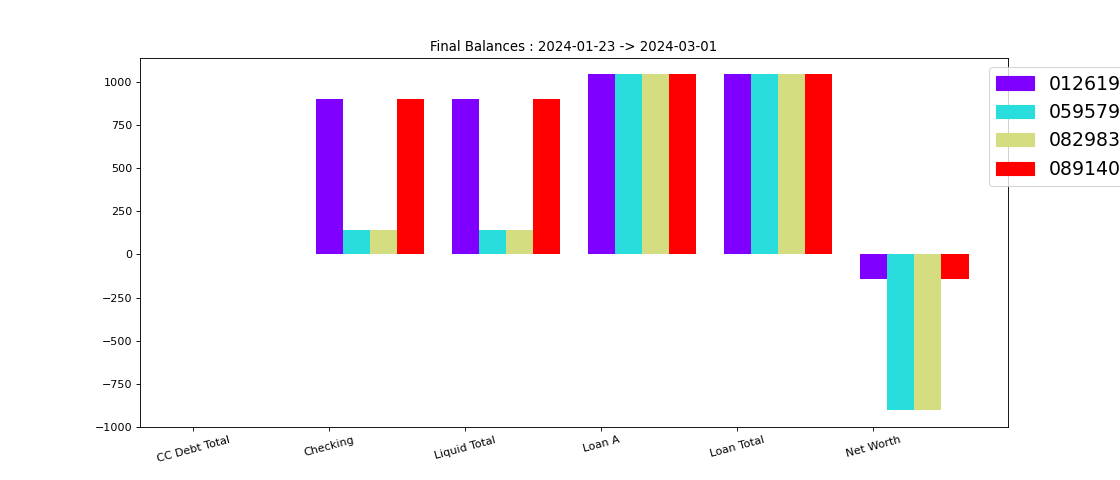 Final Balances : 2024-01-23 -> 2024-03-01
1000
750
500
250
0
−250
−500
−750
−1000
CC Debt Total
Checking
Liquid Total
Loan A
Loan Total
Net Worth
012619
059579
082983
089140